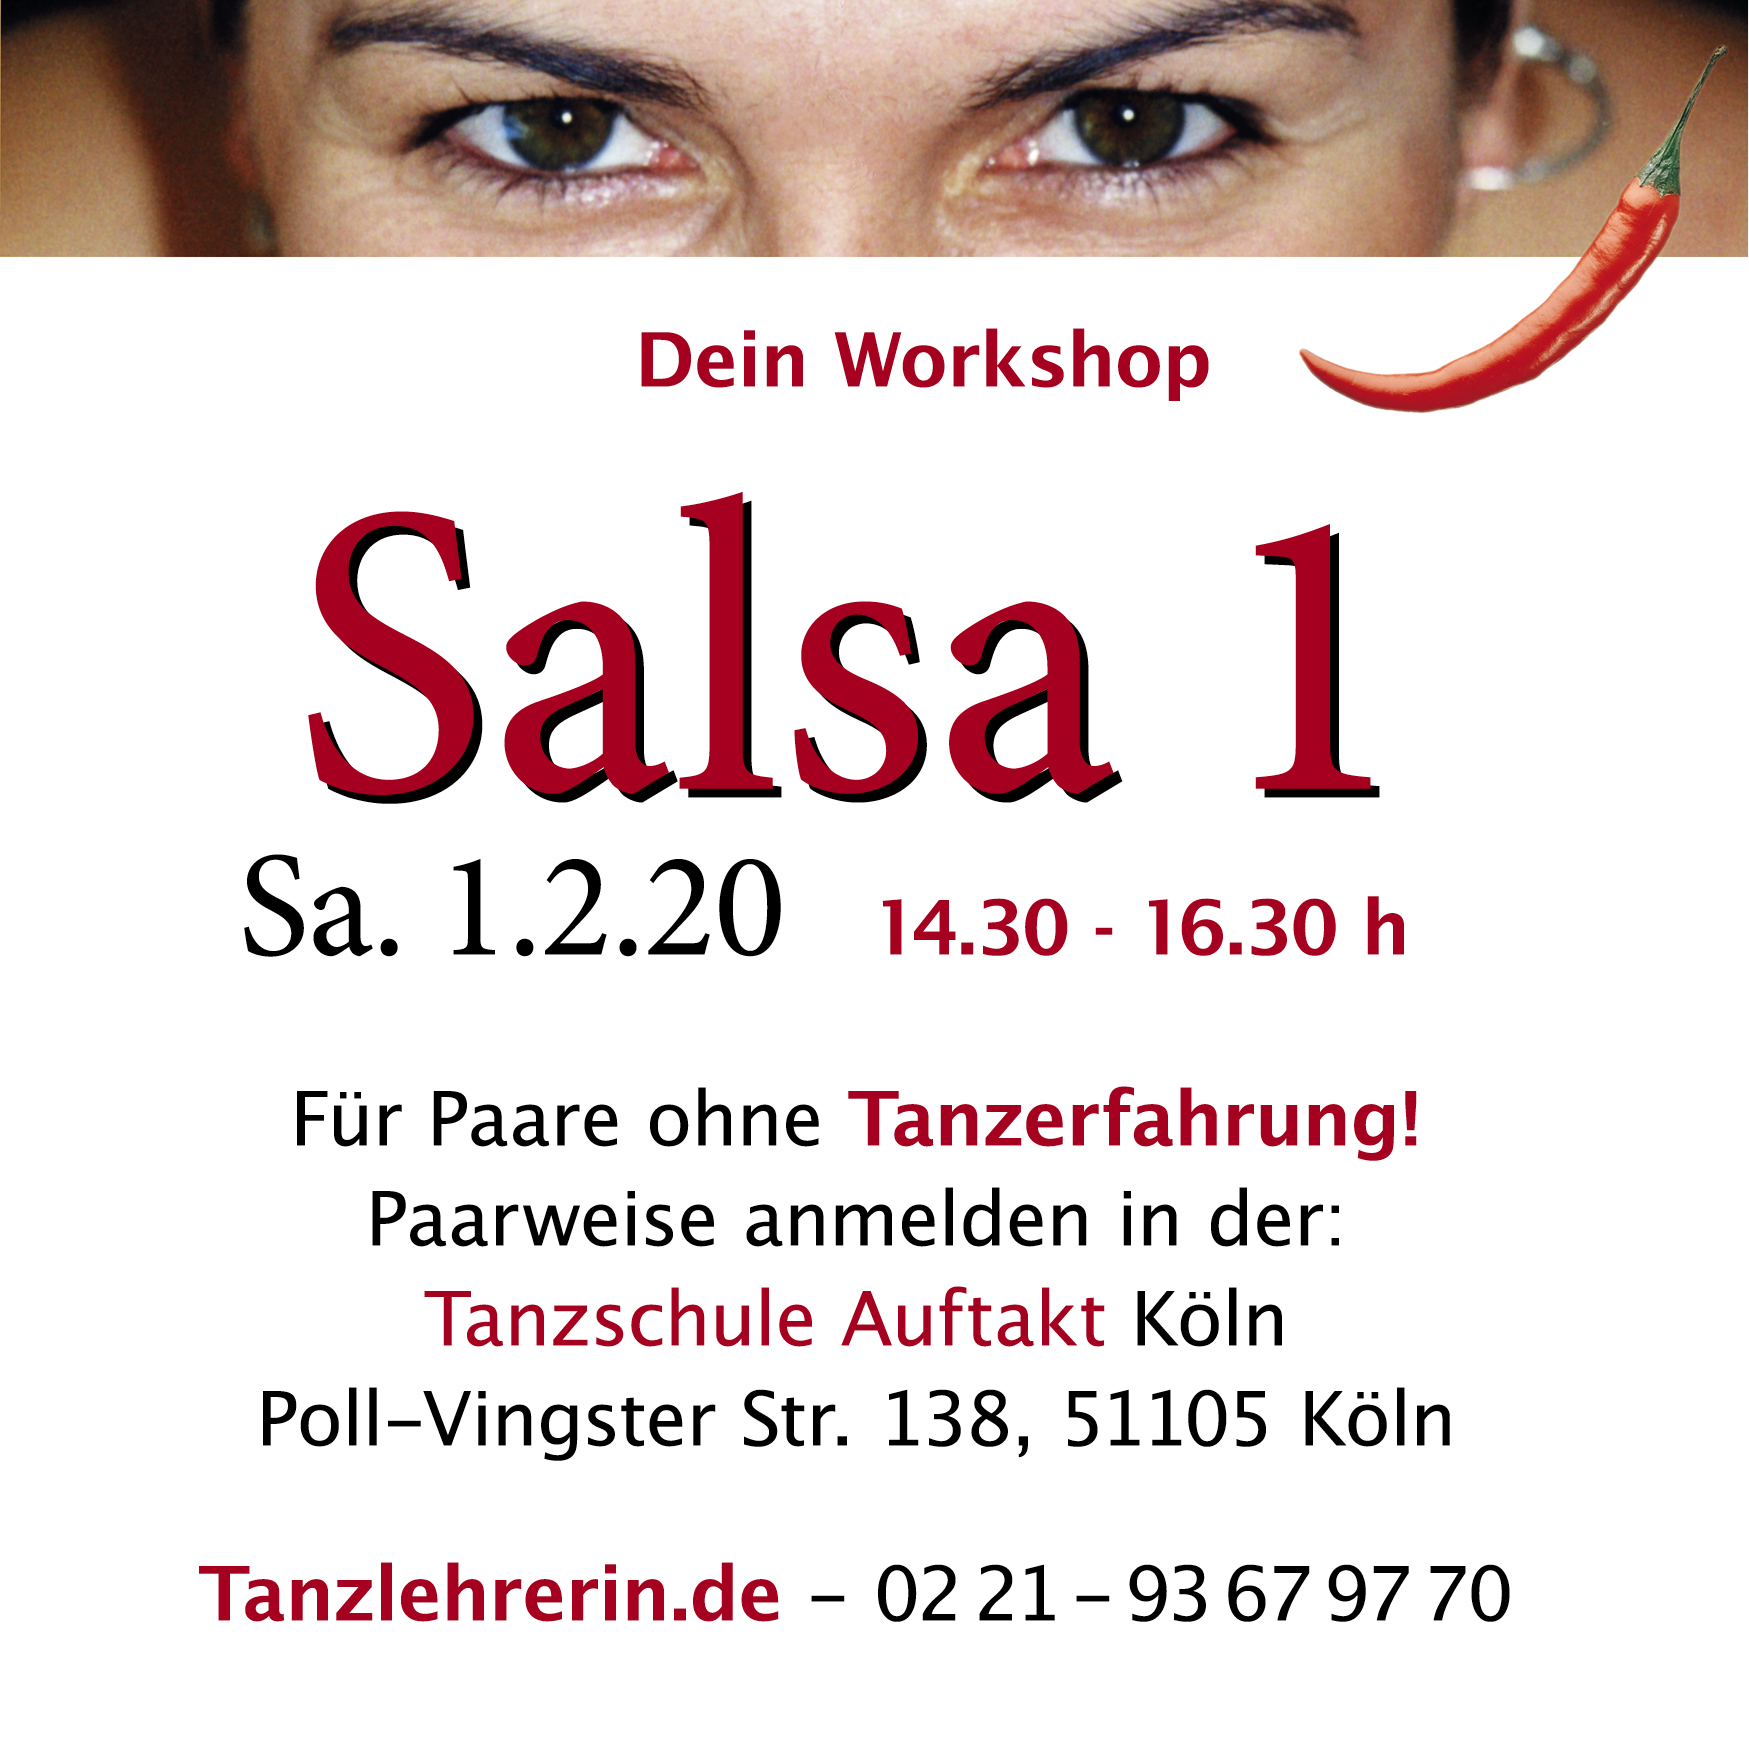 Dein Workshop
Salsa 1
Sa. 1.2.20 14.30 - 16.30 h
Für Paare ohne Tanzerfahrung!
Paarweise anmelden in der:
Tanzschule Auftakt Köln
Poll–Vingster Str. 138, 51105 Köln
Tanzlehrerin.de – 02 21 – 93 67 97 70